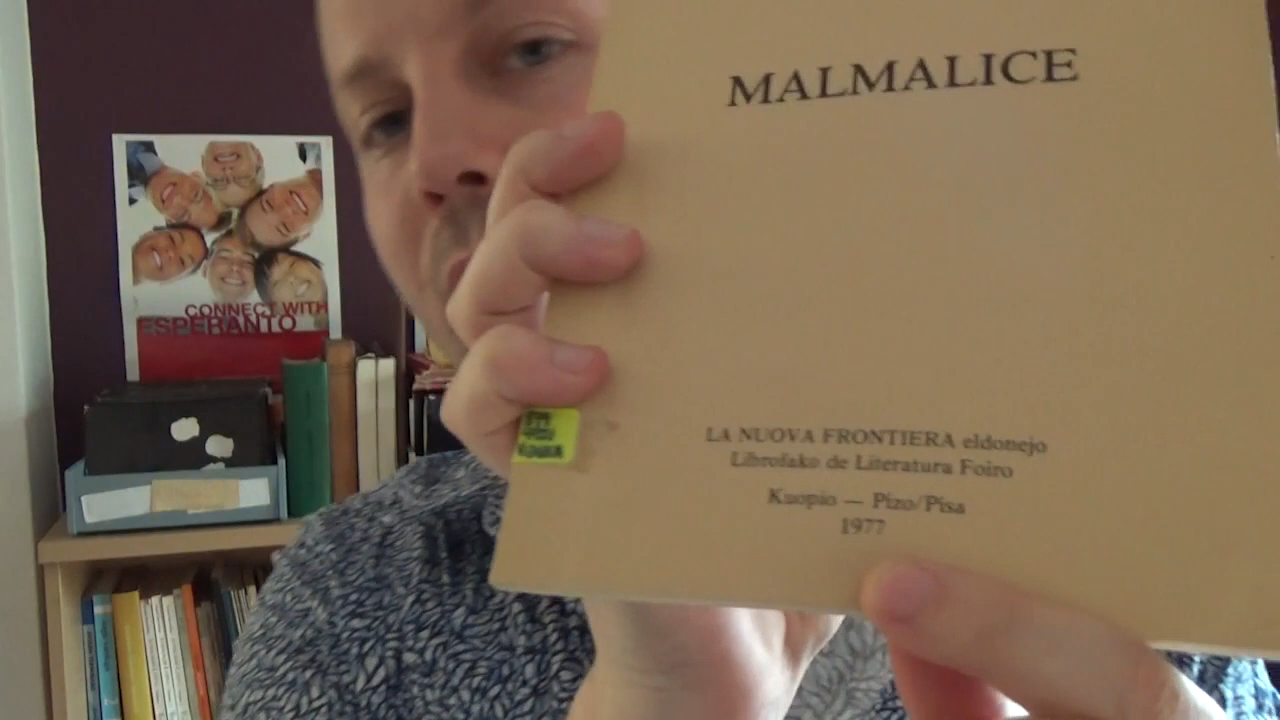 MALMALICE
LA NUOVA FRONTIERA eldonejo
Librofako de Literatura Foiro
Kuopio — Pizo/Pisa
1977
CONNECT WITH
ESPERANTO